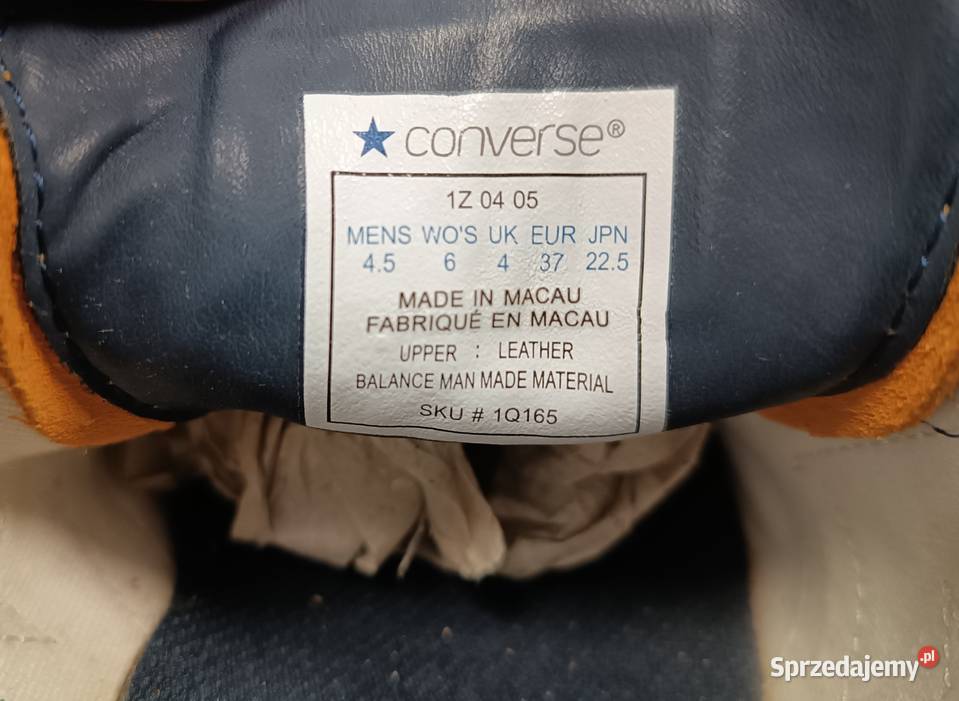 converse®
1Z 04 05
MENS WO'S UK EUR JPN
4.5 6 4 37 22.5
MADE IN MACAU
FABRIQUÉ EN MACAU
UPPER : LEATHER
BALANCE MAN MADE MATERIAL
SKU # 1Q165
Sprzedajemy.pl